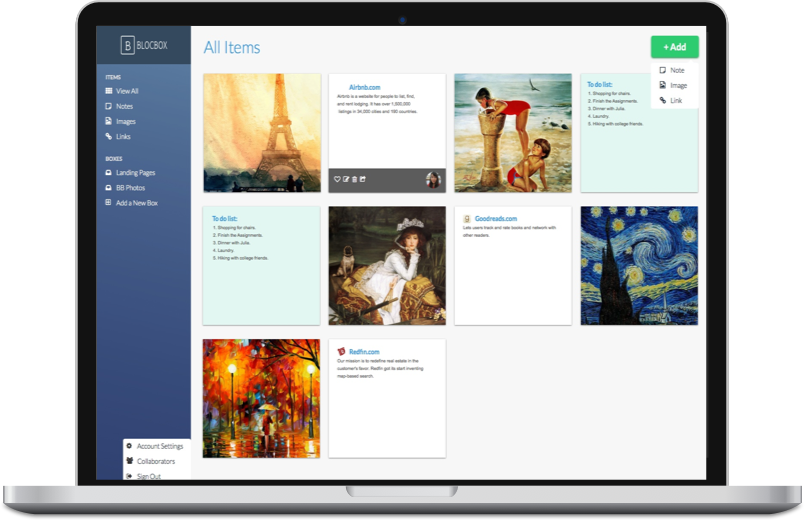 B BLOCBOX
ITEMS
View All
Notes
Images
Links
BOXES
Landing Pages
BB Photos
Add a New Box
Account Settings
Collaborators
Sign Out
All Items
+ Add
Note
Image
Link
Airbnb.com
Airbnb is a website for people to list, find,
and rent lodging. It has over 1,500,000
listings in 34,000 cities and 190 countries.
To do list:
1. Shopping for chairs.
2. Finish the Assignments.
3. Dinner with Julia.
4. Laundry.
5. Hiking with college friends.
To do list:
1. Shopping for chairs.
2. Finish the Assignments.
3. Dinner with Julia.
4. Laundry.
5. Hiking with college friends.
Goodreads.com
Lets users track and rate books and network with
other readers.
Redfin.com
Our mission is to redefine real estate in the
customer's favor. Redfin got its start inventing
map-based search.